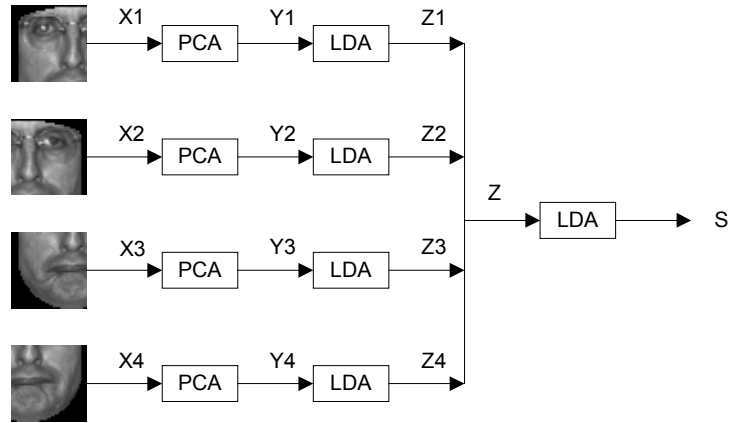 X1 PCA Y1 LDA Z1
X2 PCA Y2 LDA Z2
Z LDA S
X3 PCA Y3 LDA Z3
X4 PCA Y4 LDA Z4